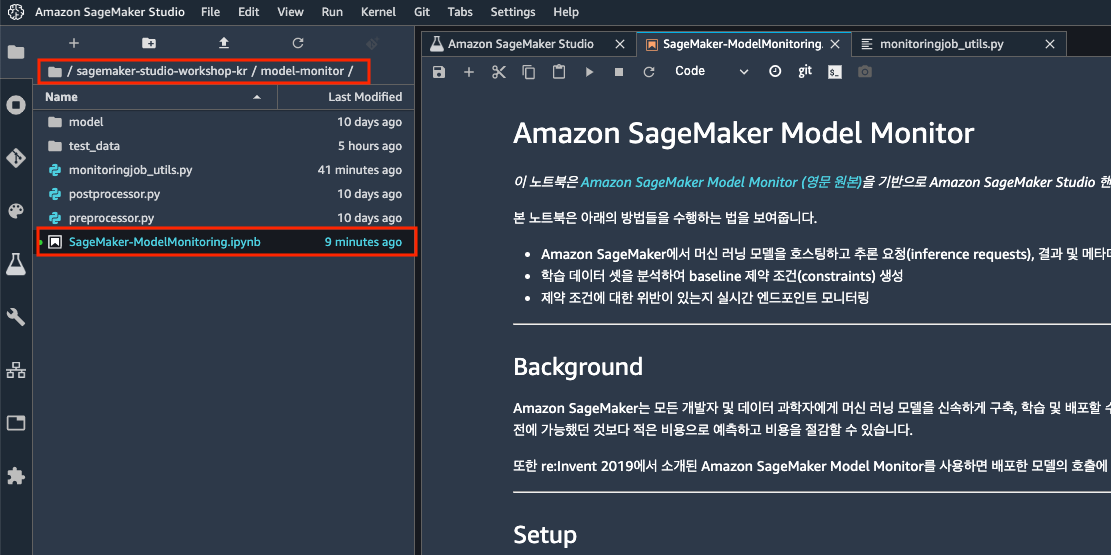 Amazon SageMaker Studio File Edit View Run Kernel Git Tabs Settings Help
Amazon SageMaker Studio SageMaker-ModelMonitoring. monitoringjob_utils.py
/ sagemaker-studio-workshop-kr / model-monitor /
Code git
Name Last Modified
model 10 days ago
test_data 5 hours ago
monitoringjob_utils.py 41 minutes ago
postprocessor.py 10 days ago
preprocessor.py 10 days ago
SageMaker-ModelMonitoring.ipynb 9 minutes ago
Amazon SageMaker Model Monitor
이 노트북은 Amazon SageMaker Model Monitor (영문 원본)을 기반으로 Amazon SageMaker Studio
본 노트북은 아래의 방법들을 수행하는 법을 보여줍니다.
• Amazon SageMaker에서 머신 러닝 모델을 호스팅하고 추론 요청(inference requests), 결과 및
• 학습 데이터 셋을 분석하여 baseline 제약 조건(constraints) 생성
• 제약 조건에 대한 위반이 있는지 실시간 엔드포인트 모니터링
Background
Amazon SageMaker는 모든 개발자 및 데이터 과학자에게 머신 러닝 모델을 신속하게 구축, 학습 및 배포할
전에 가능했던 것보다 적은 비용으로 예측하고 비용을 절감할 수 있습니다.
또한 re:Invent 2019에서 소개된 Amazon SageMaker Model Monitor를 사용하면 배포한 모델의 호출에
Setup